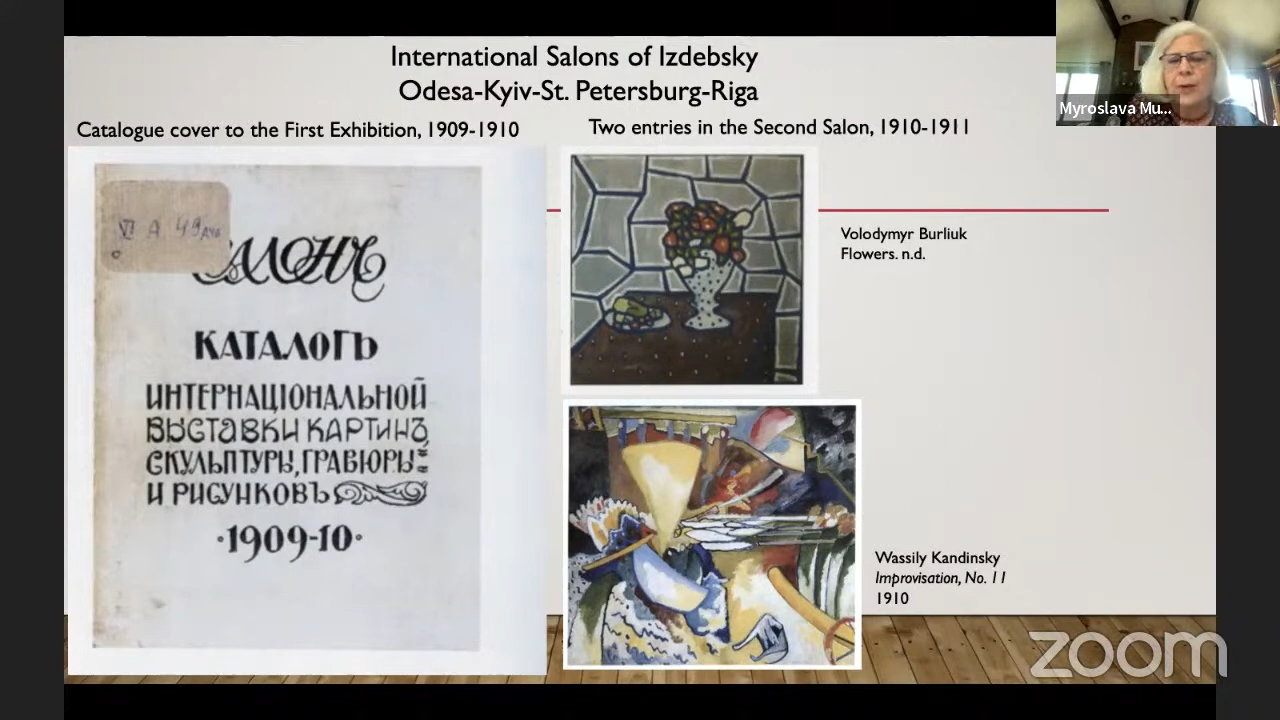 International Salons of Izdebsky
Odesa-Kyiv-St. Petersburg-Riga
Catalogue cover to the First Exhibition, 1909-1910
Two entries in the Second Salon, 1910-1911
VI A 49
САЛОНЪ
КАТАЛОГЪ
ИНТЕРНАЦІОНАЛЬНОЙ
ВЫСТАВКИ КАРТИНЪ,
СКУЛЬПТУРЫ, ГРАВЮРЫ
И РИСУНКОВЪ
·1909-10·
Volodymyr Burliuk
Flowers. n.d.
Wassily Kandinsky
Improvisation, No. 11
1910
Myroslava Mu...
zoom